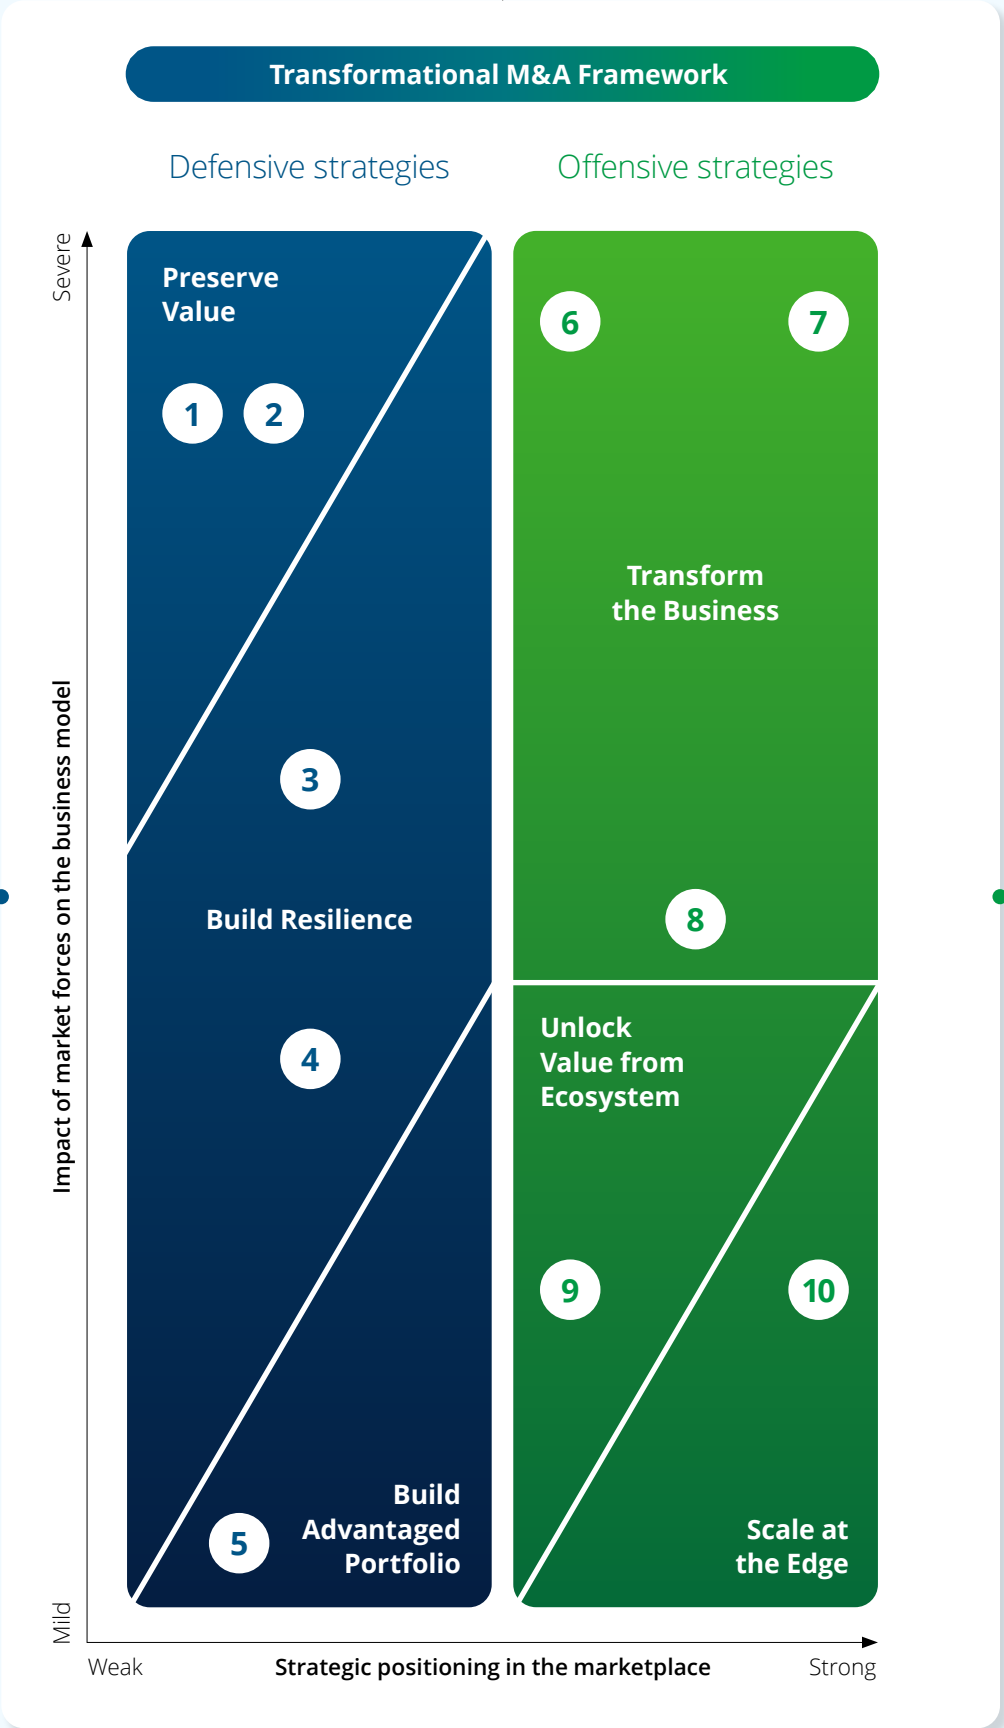 Transformational M&A Framework
Defensive strategies
Offensive strategies
Severe
Impact of market forces on the business model
Mild
Preserve
Value
1
2
3
Build Resilience
4
5
Build
Advantaged
Portfolio
6
7
Transform
the Business
8
Unlock
Value from
Ecosystem
9
10
Scale at
the Edge
Weak
Strategic positioning in the marketplace
Strong